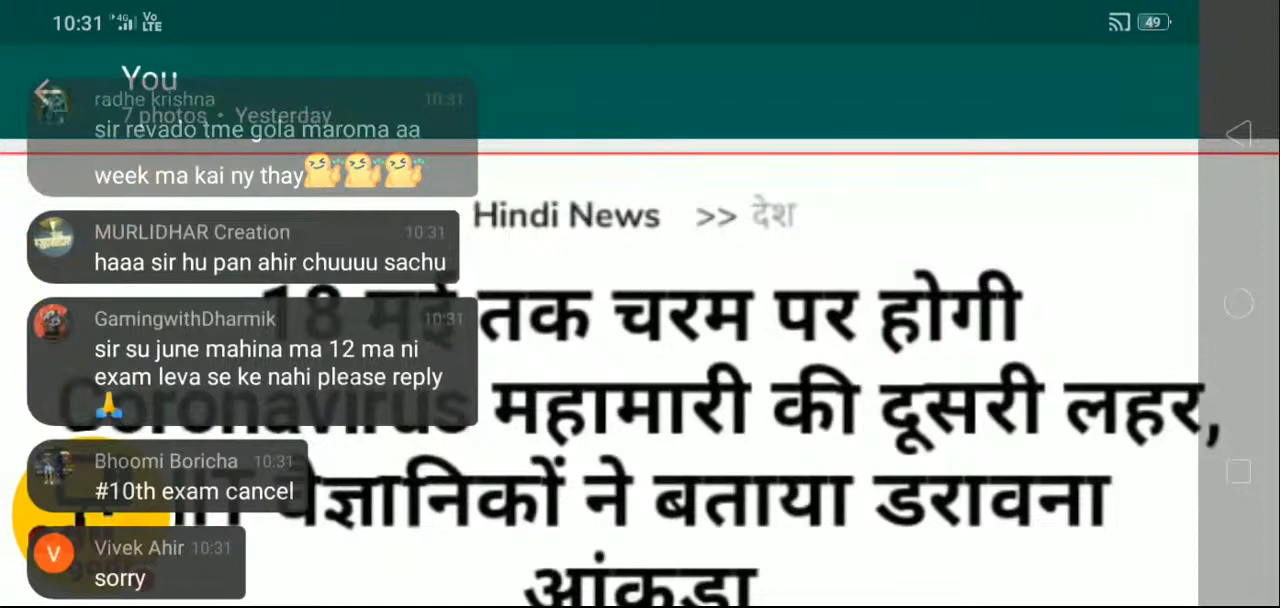 10:31 4G Vo LTE 49
You
7 photos • Yesterday
radhe krishna 10:31
sir revado tme gola maroma aa
week ma kai ny thay
MURLIDHAR Creation 10:31
haaa sir hu pan ahir chuuuu sachu
GamingwithDharmik 10:31
sir su june mahina ma 12 ma ni
exam leva se ke nahi please reply
Bhoomi Boricha 10:31
#10th exam cancel
V Vivek Ahir 10:31
sorry
Hindi News >> देश
18 मई तक चरम पर होगी
Coronavirus महामारी की दूसरी लहर,
वैज्ञानिकों ने बताया डरावना
आंकड़ा